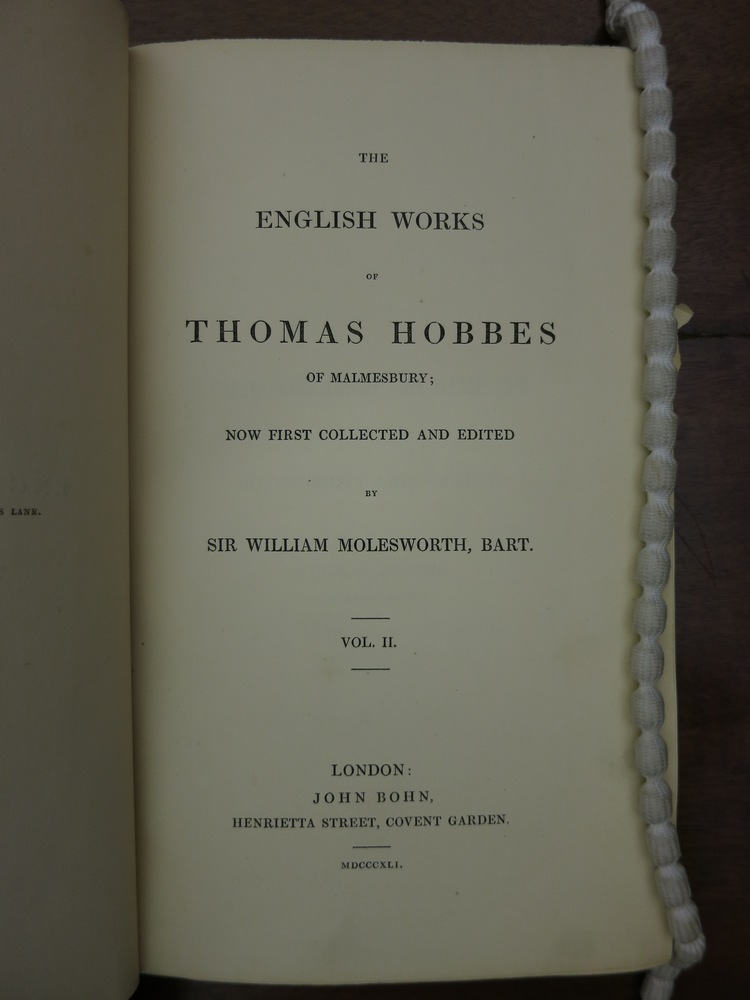 S LANE.
THE
ENGLISH WORKS
OF
THOMAS HOBBES
OF MALMESBURY;
NOW FIRST COLLECTED AND EDITED
BY
SIR WILLIAM MOLESWORTH, BART.
VOL. II.
LONDON:
JOHN BOHN,
HENRIETTA STREET, COVENT GARDEN.
MDCCCXLI.